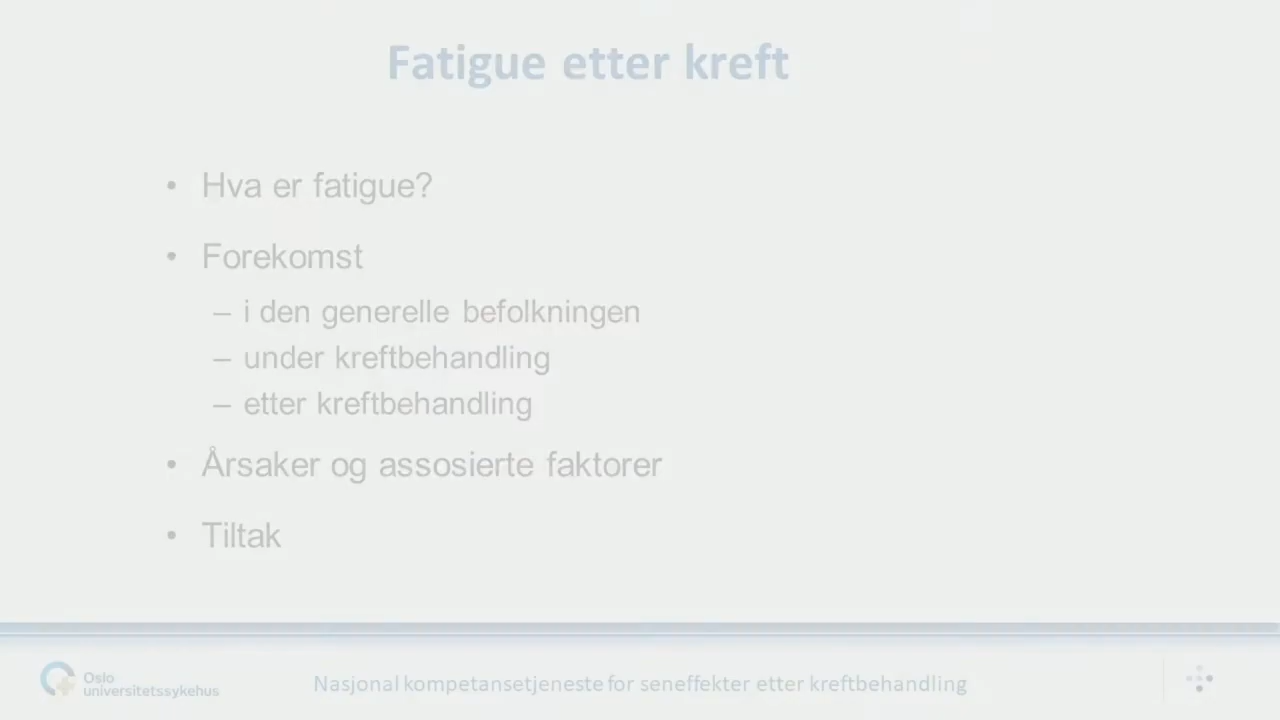 Fatigue etter kreft
• Hva er fatigue?
• Forekomst
– i den generelle befolkningen
– under kreftbehandling
– etter kreftbehandling
• Årsaker og assosierte faktorer
• Tiltak
Oslo
universitetssykehus
Nasjonal kompetansetjeneste for seneffekter etter kreftbehandling